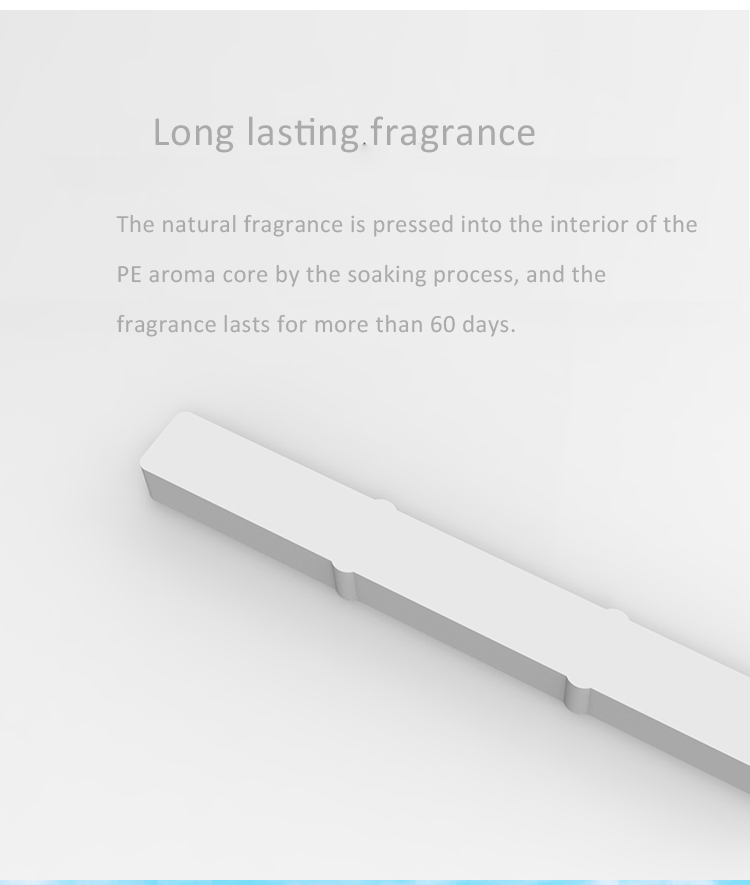 Long lasting.fragrance
The natural fragrance is pressed into the interior of the
PE aroma core by the soaking process, and the
fragrance lasts for more than 60 days.